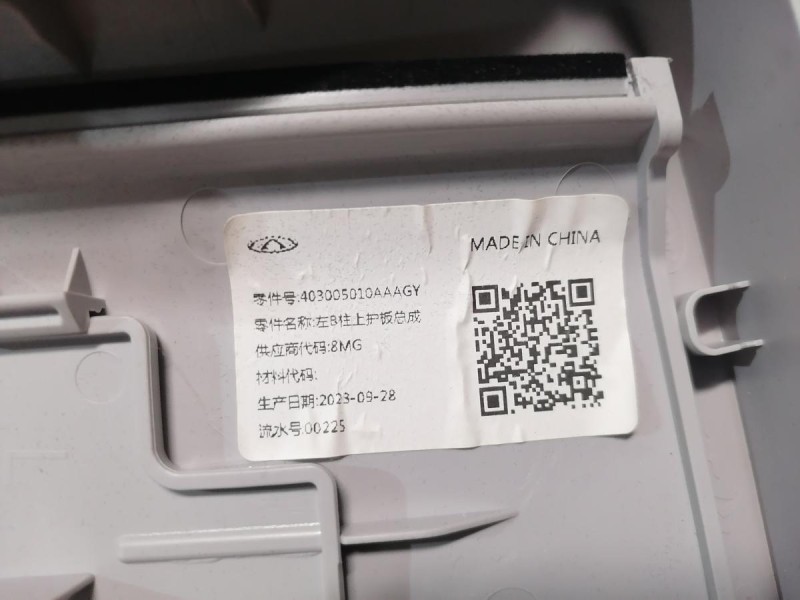 MADE IN CHINA
零件号:403005010AAAGY
零件名称:左B柱上护板总成
供应商代码:8MG
材料代码:
生产日期:2023-09-28
流水号:00225